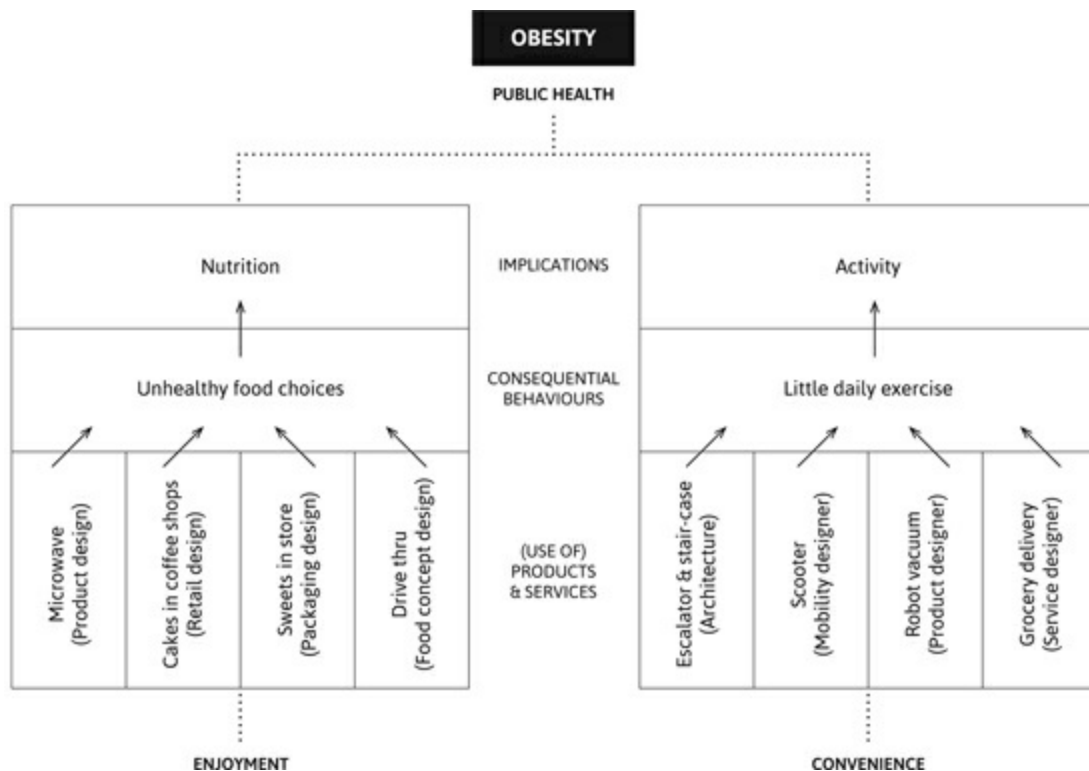 OBESITY
PUBLIC HEALTH
Nutrition
IMPLICATIONS
Activity
Unhealthy food choices
CONSEQUENTIAL
BEHAVIOURS
Little daily exercise
Microwave
(Product design)
Cakes in coffee shops
(Retail design)
Sweets in store
(Packaging design)
Drive thru
(Food concept design)
(USE OF)
PRODUCTS
& SERVICES
Escalator & stair-case
(Architecture)
Scooter
(Mobility designer)
Robot vacuum
(Product designer)
Grocery delivery
(Service designer)
ENJOYMENT
CONVENIENCE